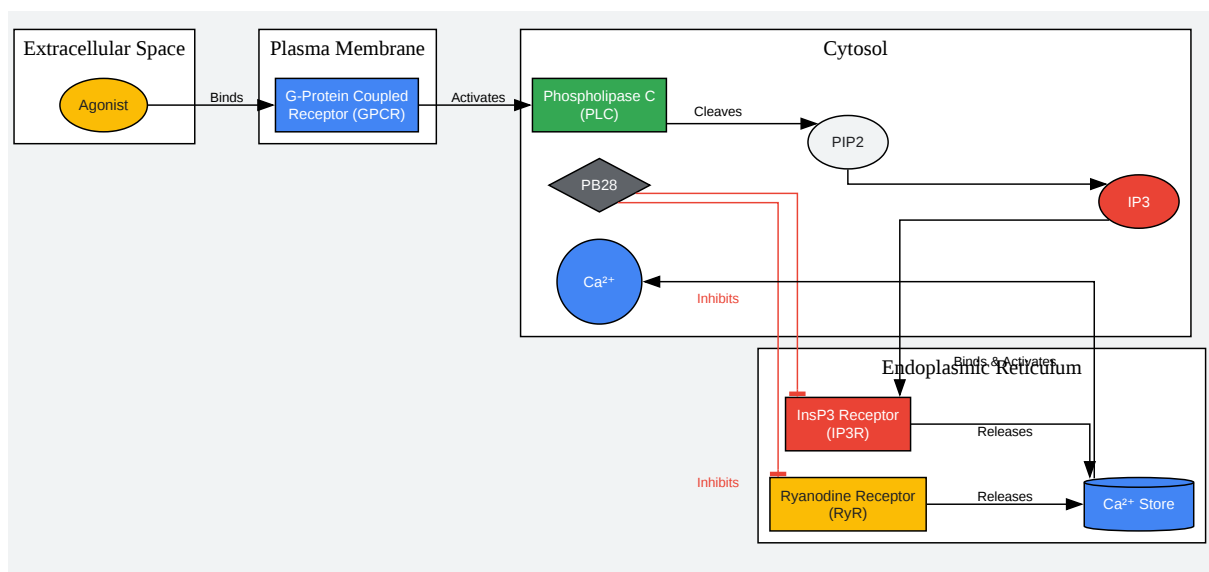 Extracellular Space
Plasma Membrane
Cytosol
Agonist
Binds
G-Protein Coupled
Receptor (GPCR)
Activates
Phospholipase C
(PLC)
Cleaves
PIP2
PB28
IP3
Ca²⁺
Inhibits
Binds & Activates
Endoplasmic Reticulum
InsP3 Receptor
(IP3R)
Releases
Inhibits
Ryanodine Receptor
(RyR)
Releases
Ca²⁺ Store